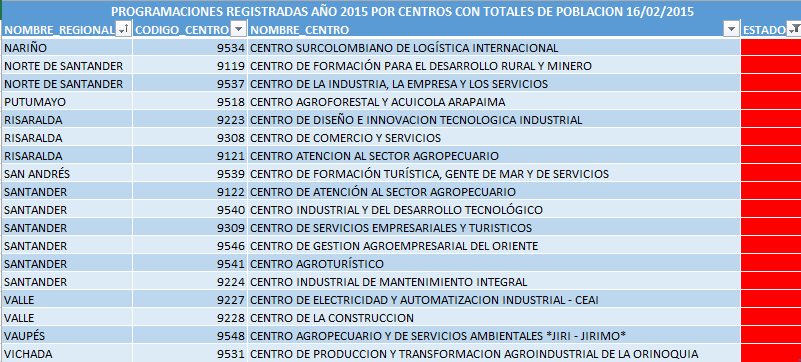 PROGRAMACIONES REGISTRADAS AÑO 2015 POR CENTROS CON TOTALES DE POBLACION 16/02/2015
NOMBRE_REGIONAL CODIGO_CENTRO NOMBRE_CENTRO ESTADO
NARIÑO 9534 CENTRO SURCOLOMBIANO DE LOGÍSTICA INTERNACIONAL
NORTE DE SANTANDER 9119 CENTRO DE FORMACIÓN PARA EL DESARROLLO RURAL Y MINERO
NORTE DE SANTANDER 9537 CENTRO DE LA INDUSTRIA, LA EMPRESA Y LOS SERVICIOS
PUTUMAYO 9518 CENTRO AGROFORESTAL Y ACUICOLA ARAPAIMA
RISARALDA 9223 CENTRO DE DISEÑO E INNOVACION TECNOLOGICA INDUSTRIAL
RISARALDA 9308 CENTRO DE COMERCIO Y SERVICIOS
RISARALDA 9121 CENTRO ATENCION AL SECTOR AGROPECUARIO
SAN ANDRÉS 9539 CENTRO DE FORMACIÓN TURÍSTICA, GENTE DE MAR Y DE SERVICIOS
SANTANDER 9122 CENTRO DE ATENCIÓN AL SECTOR AGROPECUARIO
SANTANDER 9540 CENTRO INDUSTRIAL Y DEL DESARROLLO TECNOLÓGICO
SANTANDER 9309 CENTRO DE SERVICIOS EMPRESARIALES Y TURISTICOS
SANTANDER 9546 CENTRO DE GESTION AGROEMPRESARIAL DEL ORIENTE
SANTANDER 9541 CENTRO AGROTURÍSTICO
SANTANDER 9224 CENTRO INDUSTRIAL DE MANTENIMIENTO INTEGRAL
VALLE 9227 CENTRO DE ELECTRICIDAD Y AUTOMATIZACION INDUSTRIAL - CEAI
VALLE 9228 CENTRO DE LA CONSTRUCCION
VAUPÉS 9548 CENTRO AGROPECUARIO Y DE SERVICIOS AMBIENTALES *JIRI - JIRIMO*
VICHADA 9531 CENTRO DE PRODUCCION Y TRANSFORMACION AGROINDUSTRIAL DE LA ORINOQUIA